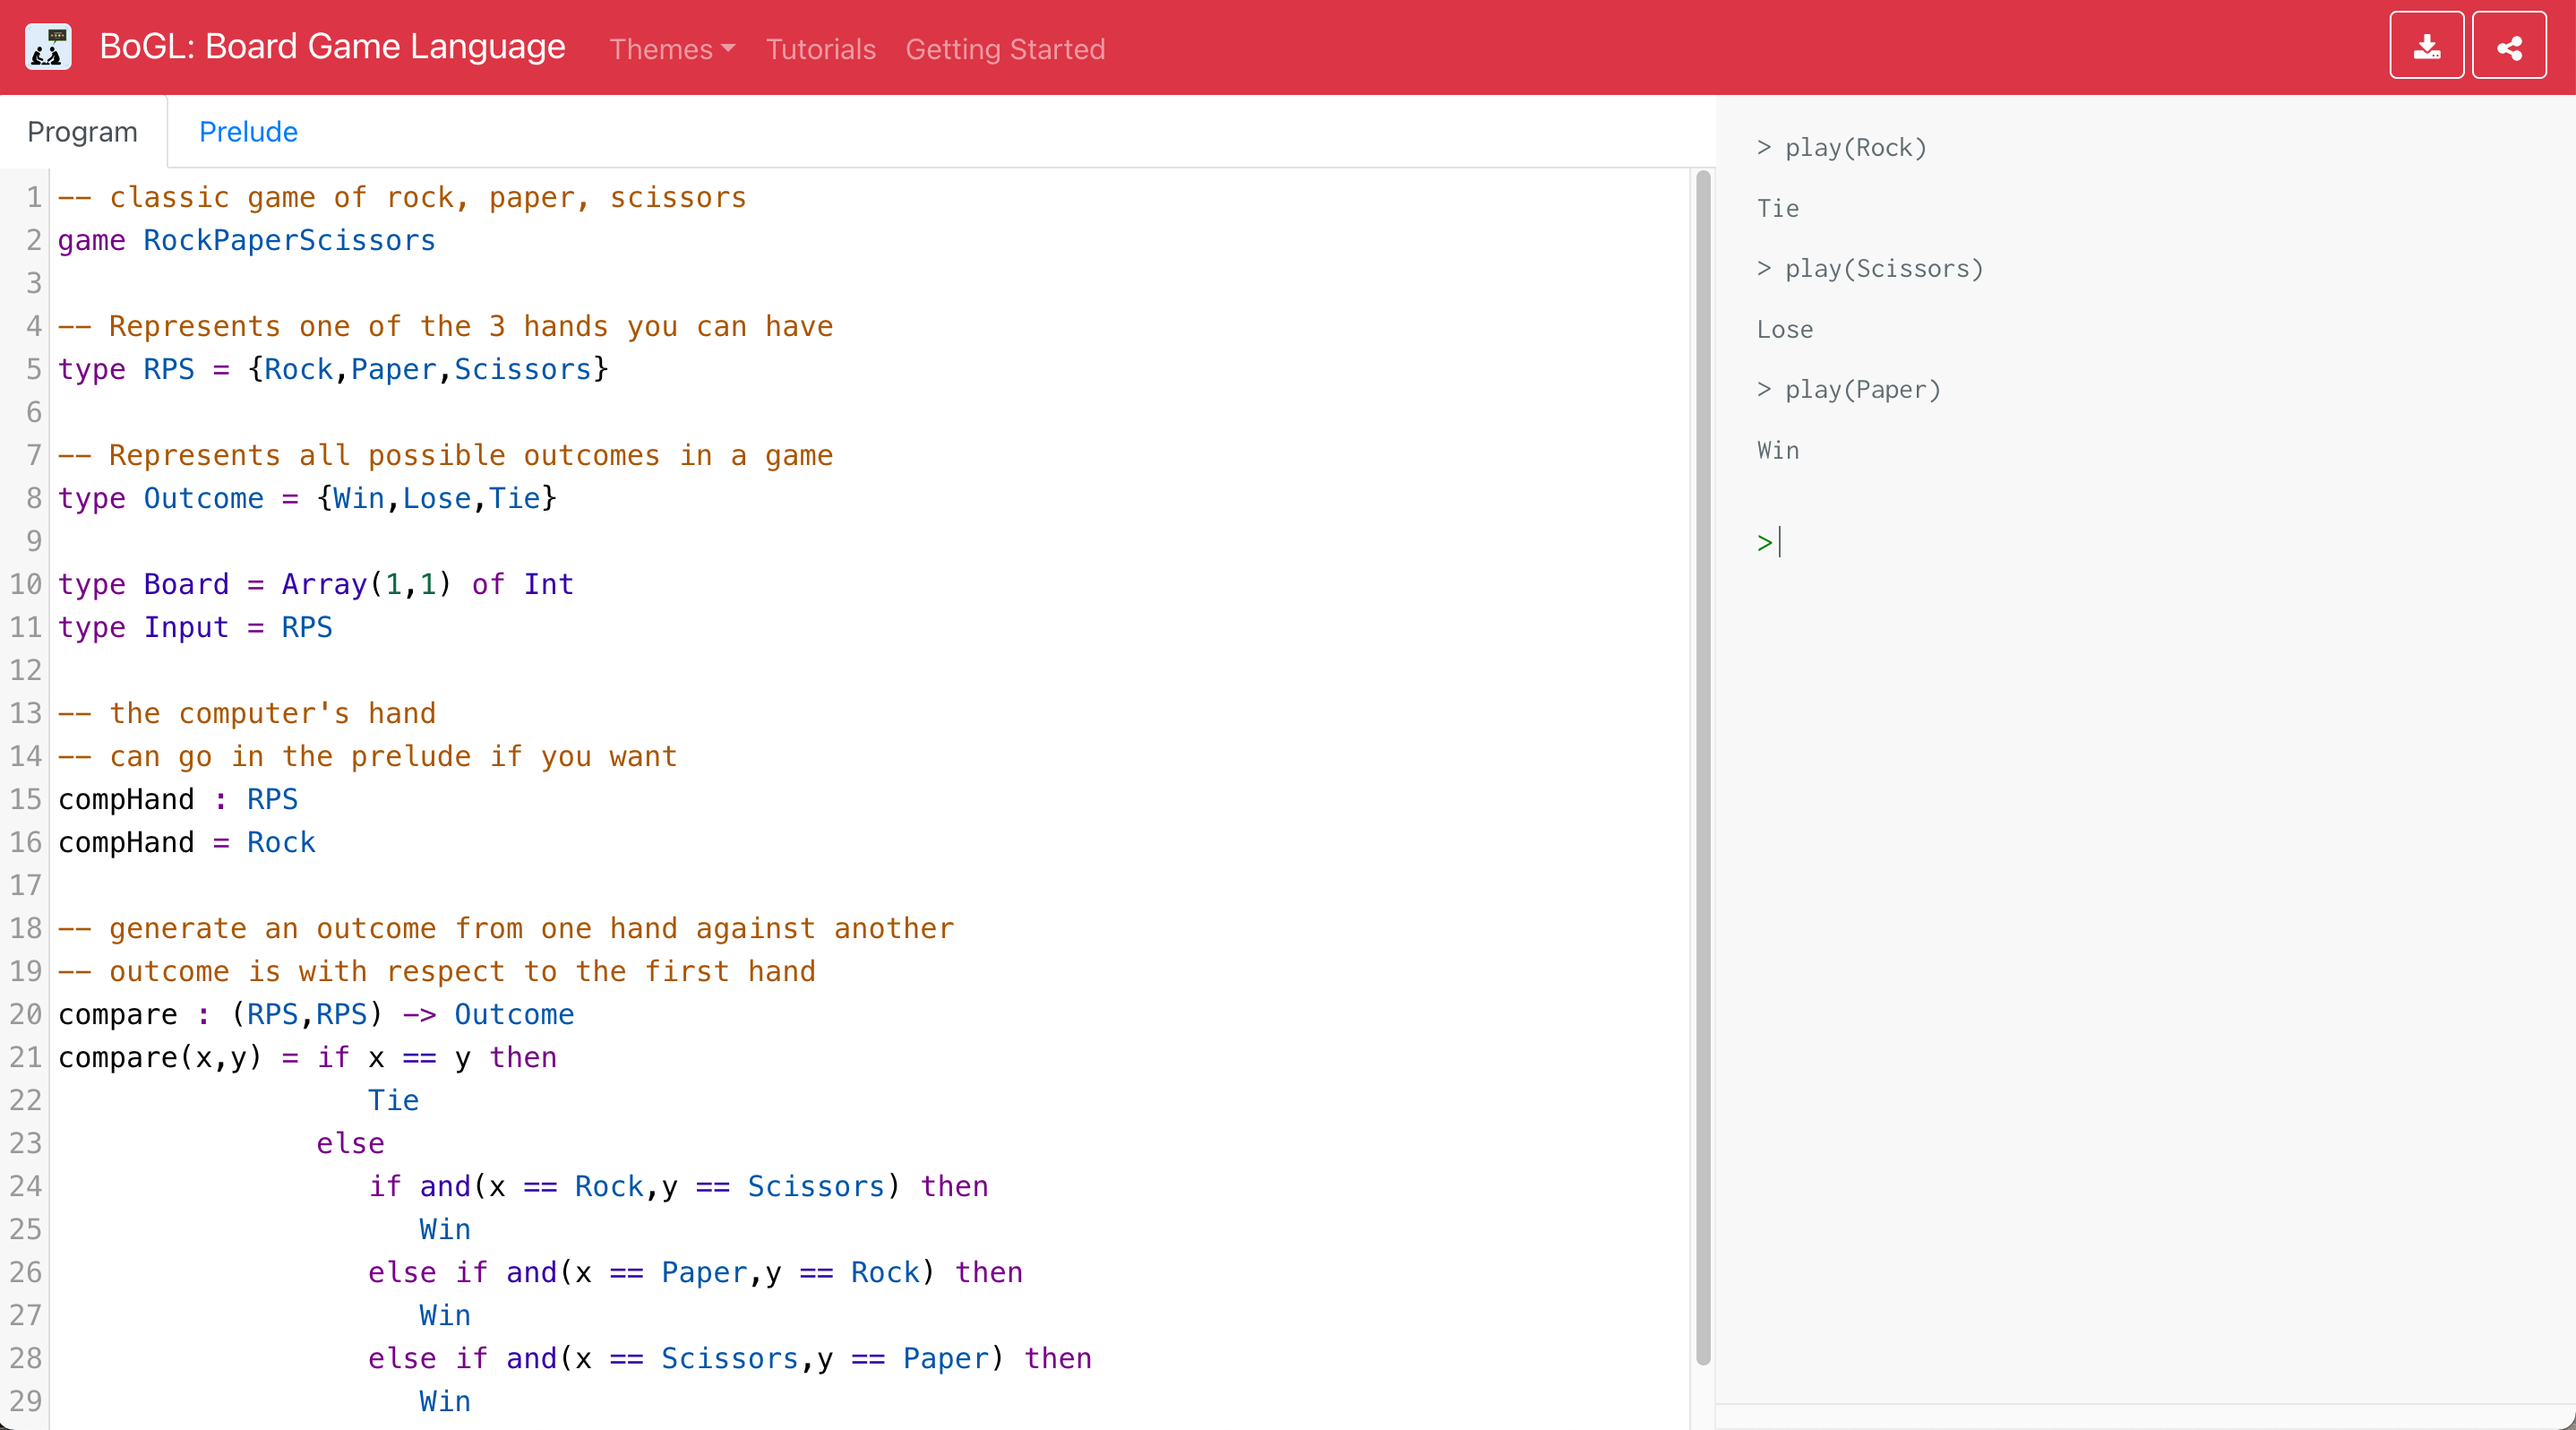 BoGL: Board Game Language Themes Tutorials Getting Started
Program Prelude
1 -- classic game of rock, paper, scissors
2 game RockPaperScissors
3
4 -- Represents one of the 3 hands you can have
5 type RPS = {Rock,Paper,Scissors}
6
7 -- Represents all possible outcomes in a game
8 type Outcome = {Win,Lose,Tie}
9
10 type Board = Array(1,1) of Int
11 type Input = RPS
12
13 -- the computer's hand
14 -- can go in the prelude if you want
15 compHand : RPS
16 compHand = Rock
17
18 -- generate an outcome from one hand against another
19 -- outcome is with respect to the first hand
20 compare : (RPS,RPS) -> Outcome
21 compare(x,y) = if x == y then
22                   Tie
23                else
24                   if and(x == Rock,y == Scissors) then
25                      Win
26                   else if and(x == Paper,y == Rock) then
27                      Win
28                   else if and(x == Scissors,y == Paper) then
29                      Win
> play(Rock)
Tie
> play(Scissors)
Lose
> play(Paper)
Win
>